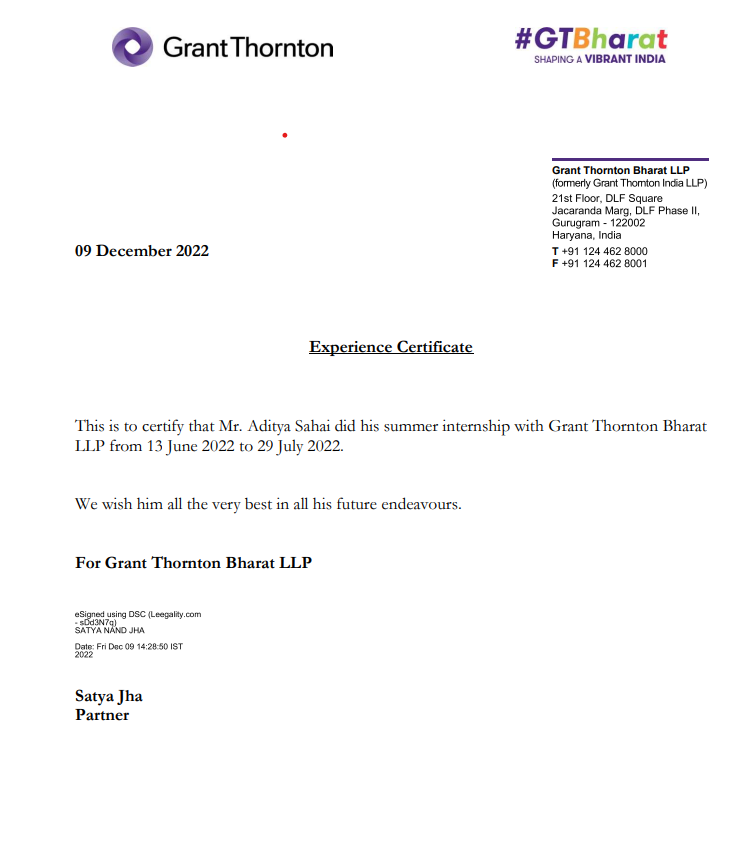 Grant Thornton
#GTBharat
SHAPING A VIBRANT INDIA
Grant Thornton Bharat LLP
(formerly Grant Thornton India LLP)
21st Floor, DLF Square
Jacaranda Marg, DLF Phase II,
Gurugram - 122002
Haryana, India
T +91 124 462 8000
F +91 124 462 8001
09 December 2022
Experience Certificate
This is to certify that Mr. Aditya Sahai did his summer internship with Grant Thornton Bharat
LLP from 13 June 2022 to 29 July 2022.
We wish him all the very best in all his future endeavours.
For Grant Thornton Bharat LLP
eSigned using DSC (Leegality.com
- sDd3N7q)
SATYA NAND JHA
Date: Fri Dec 09 14:28:50 IST
2022
Satya Jha
Partner